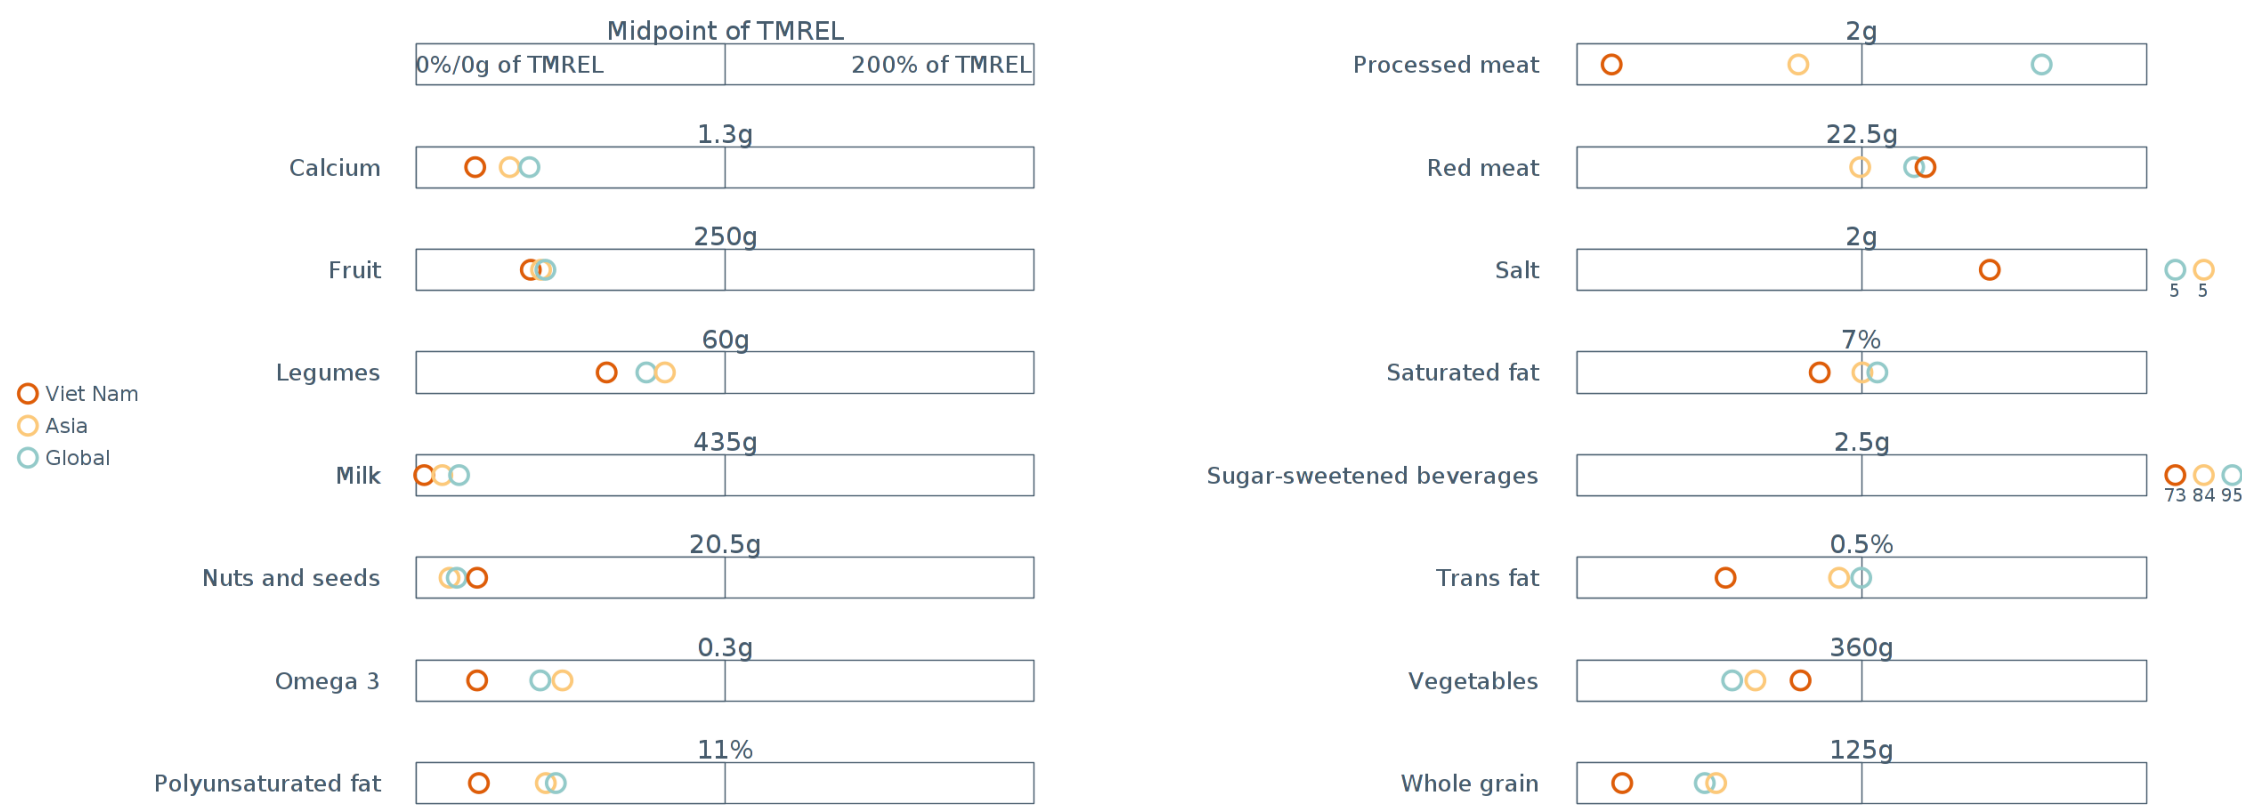 Midpoint of TMREL
0%/0g of TMREL 200% of TMREL
1.3g
Calcium
250g
Fruit
60g
Legumes
435g
Milk
20.5g
Nuts and seeds
0.3g
Omega 3
11%
Polyunsaturated fat
Viet Nam
Asia
Global
2g
Processed meat
22.5g
Red meat
2g
Salt
5 5
7%
Saturated fat
2.5g
Sugar-sweetened beverages
73 84 95
0.5%
Trans fat
360g
Vegetables
125g
Whole grain